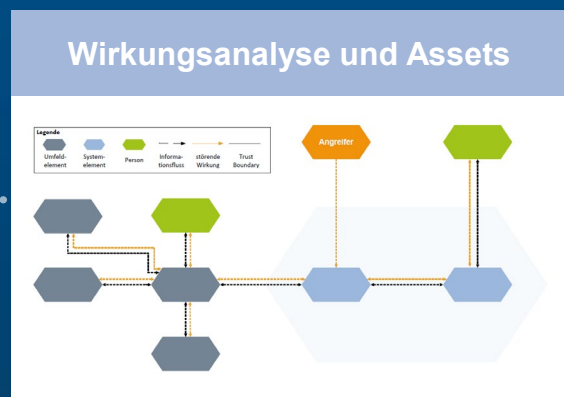 Wirkungsanalyse und Assets
Legende
Umfeld-
element
System-
element
Person
Informa-
tionsfluss
störende
Wirkung
Trust
Boundary
Angreifer